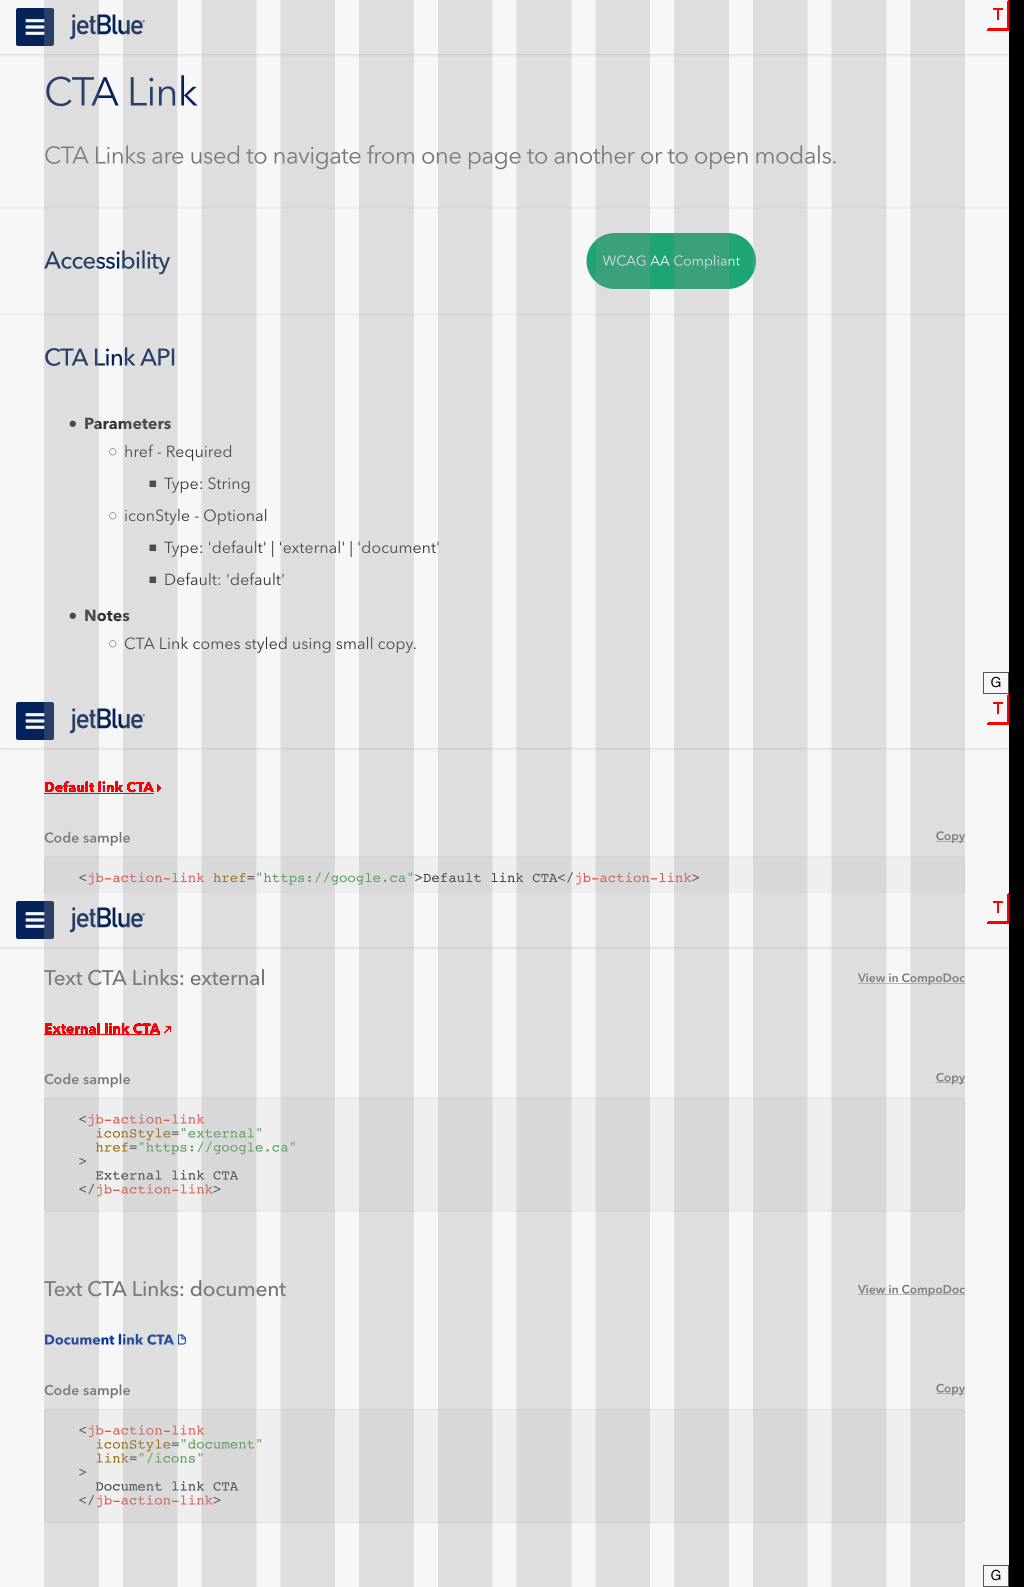 jetBlue
T
CTA Link
CTA Links are used to navigate from one page to another or to open modals.
Accessibility
WCAG AA Compliant
CTA Link API
Parameters
href - Required
Type: String
iconStyle - Optional
Type: 'default' | 'external' | 'document'
Default: 'default'
Notes
CTA Link comes styled using small copy.
G
jetBlue
T
Default link CTA
Code sample
Copy
<jb-action-link href="https://google.ca">Default link CTA</jb-action-link>
jetBlue
T
Text CTA Links: external
View in CompoDoc
External link CTA
Code sample
Copy
<jb-action-link
iconStyle="external"
href="https://google.ca"
>
External link CTA
</jb-action-link>
Text CTA Links: document
View in CompoDoc
Document link CTA
Code sample
Copy
<jb-action-link
iconStyle="document"
link="/icons"
>
Document link CTA
</jb-action-link>
G